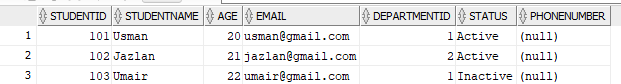 STUDENTID STUDENTNAME AGE EMAIL DEPARTMENTID STATUS PHONENUMBER
1 101 Usman 20 usman@gmail.com 1 Active (null)
2 102 Jazlan 21 jazlan@gmail.com 2 Active (null)
3 103 Umair 22 umair@gmail.com 1 Inactive (null)